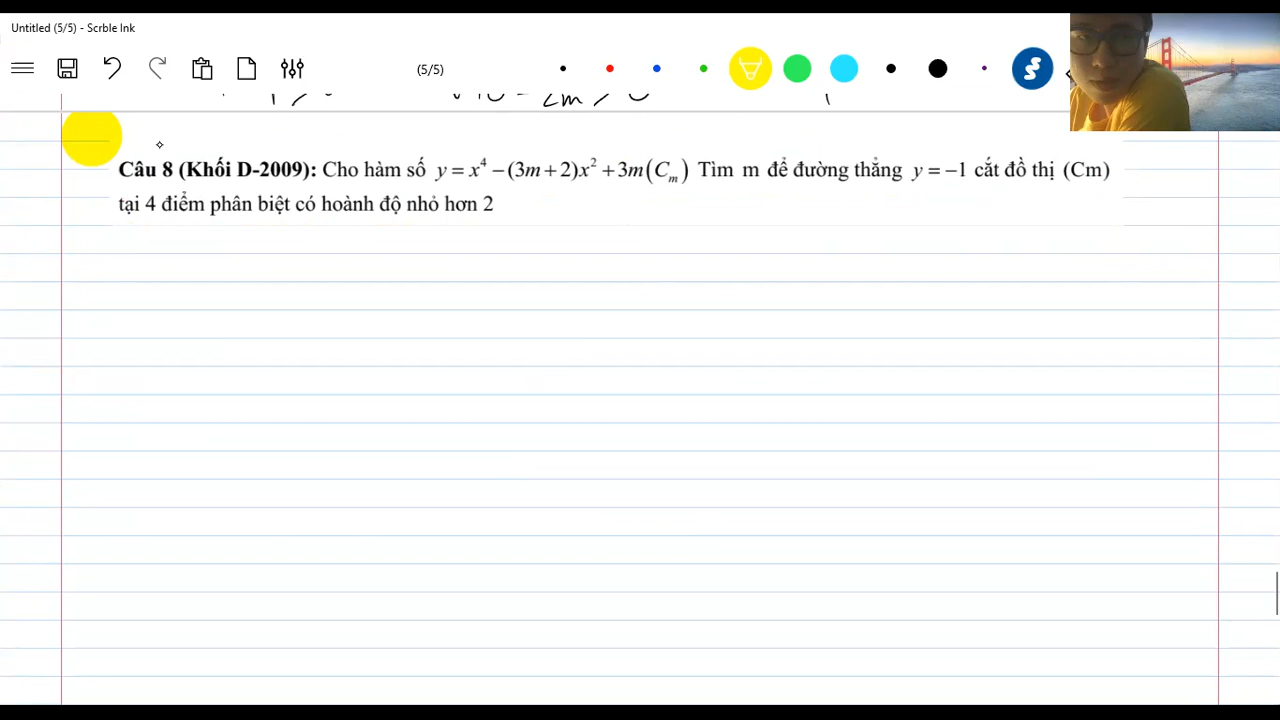 Untitled (5/5) - Scrble Ink
(5/5)
Câu 8 (Khối D-2009): Cho hàm số y = x⁴ − (3m + 2)x² + 3m(Cₘ) Tìm m để đường thẳng y = −1 cắt đồ thị (Cm)
tại 4 điểm phân biệt có hoành độ nhỏ hơn 2